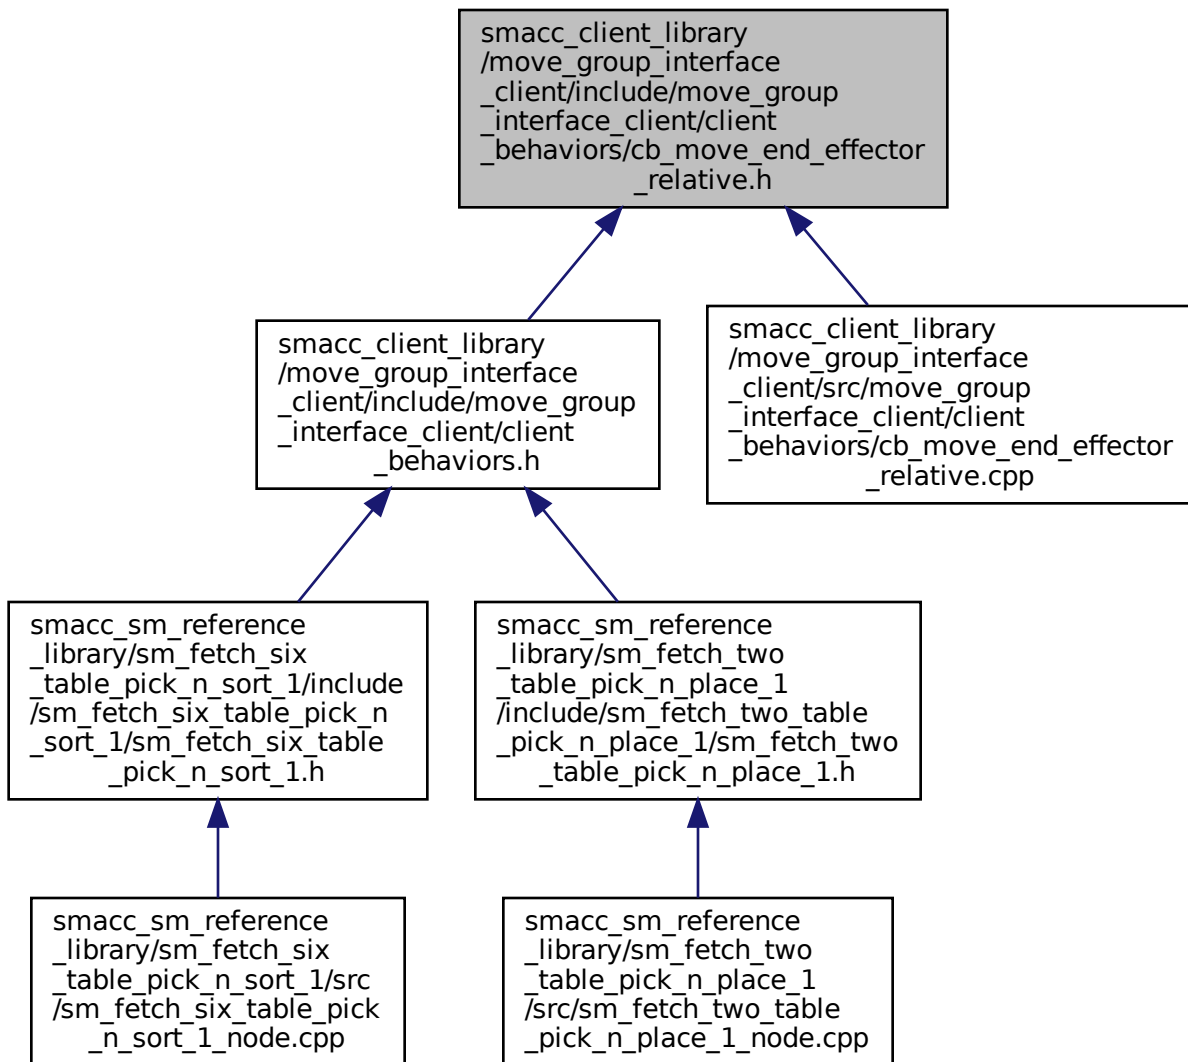 smacc_client_library
/move_group_interface
_client/include/move_group
_interface_client/client
_behaviors/cb_move_end_effector
_relative.h
smacc_client_library
/move_group_interface
_client/include/move_group
_interface_client/client
_behaviors.h
smacc_client_library
/move_group_interface
_client/src/move_group
_interface_client/client
_behaviors/cb_move_end_effector
_relative.cpp
smacc_sm_reference
_library/sm_fetch_six
_table_pick_n_sort_1/include
/sm_fetch_six_table_pick_n
_sort_1/sm_fetch_six_table
_pick_n_sort_1.h
smacc_sm_reference
_library/sm_fetch_two
_table_pick_n_place_1
/include/sm_fetch_two_table
_pick_n_place_1/sm_fetch_two
_table_pick_n_place_1.h
smacc_sm_reference
_library/sm_fetch_six
_table_pick_n_sort_1/src
/sm_fetch_six_table_pick
_n_sort_1_node.cpp
smacc_sm_reference
_library/sm_fetch_two
_table_pick_n_place_1
/src/sm_fetch_two_table
_pick_n_place_1_node.cpp